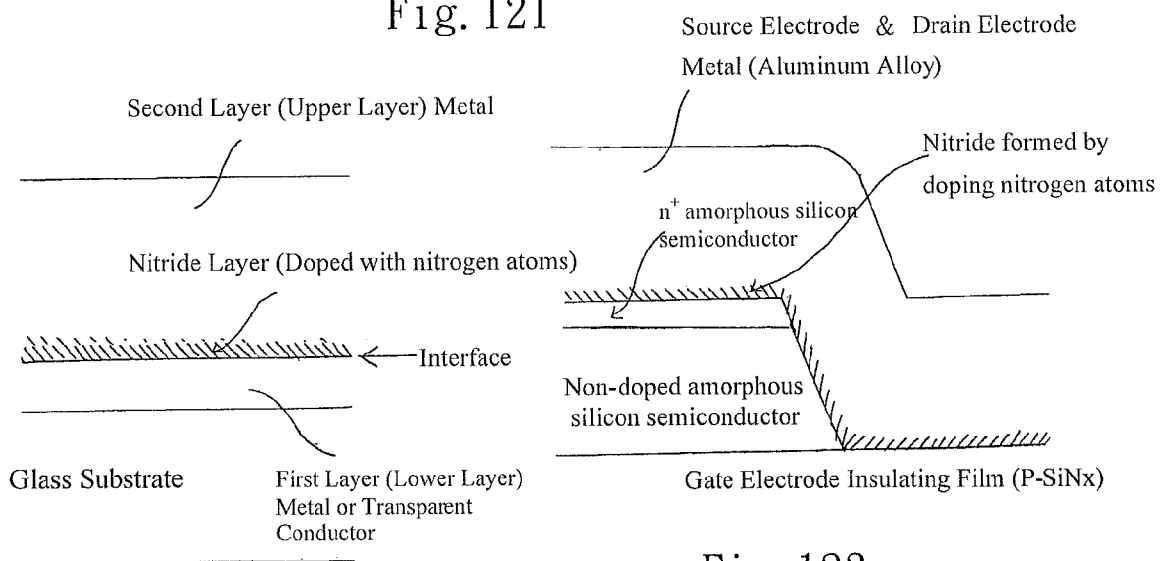 Fig. 121
Source Electrode & Drain Electrode
Metal (Aluminum Alloy)
Second Layer (Upper Layer) Metal
Nitride formed by
doping nitrogen atoms
n+ amorphous silicon
semiconductor
Nitride Layer (Doped with nitrogen atoms)
Interface
Non-doped amorphous
silicon semiconductor
Glass Substrate
First Layer (Lower Layer)
Metal or Transparent
Conductor
Gate Electrode Insulating Film (P-SiNx)
Fig.